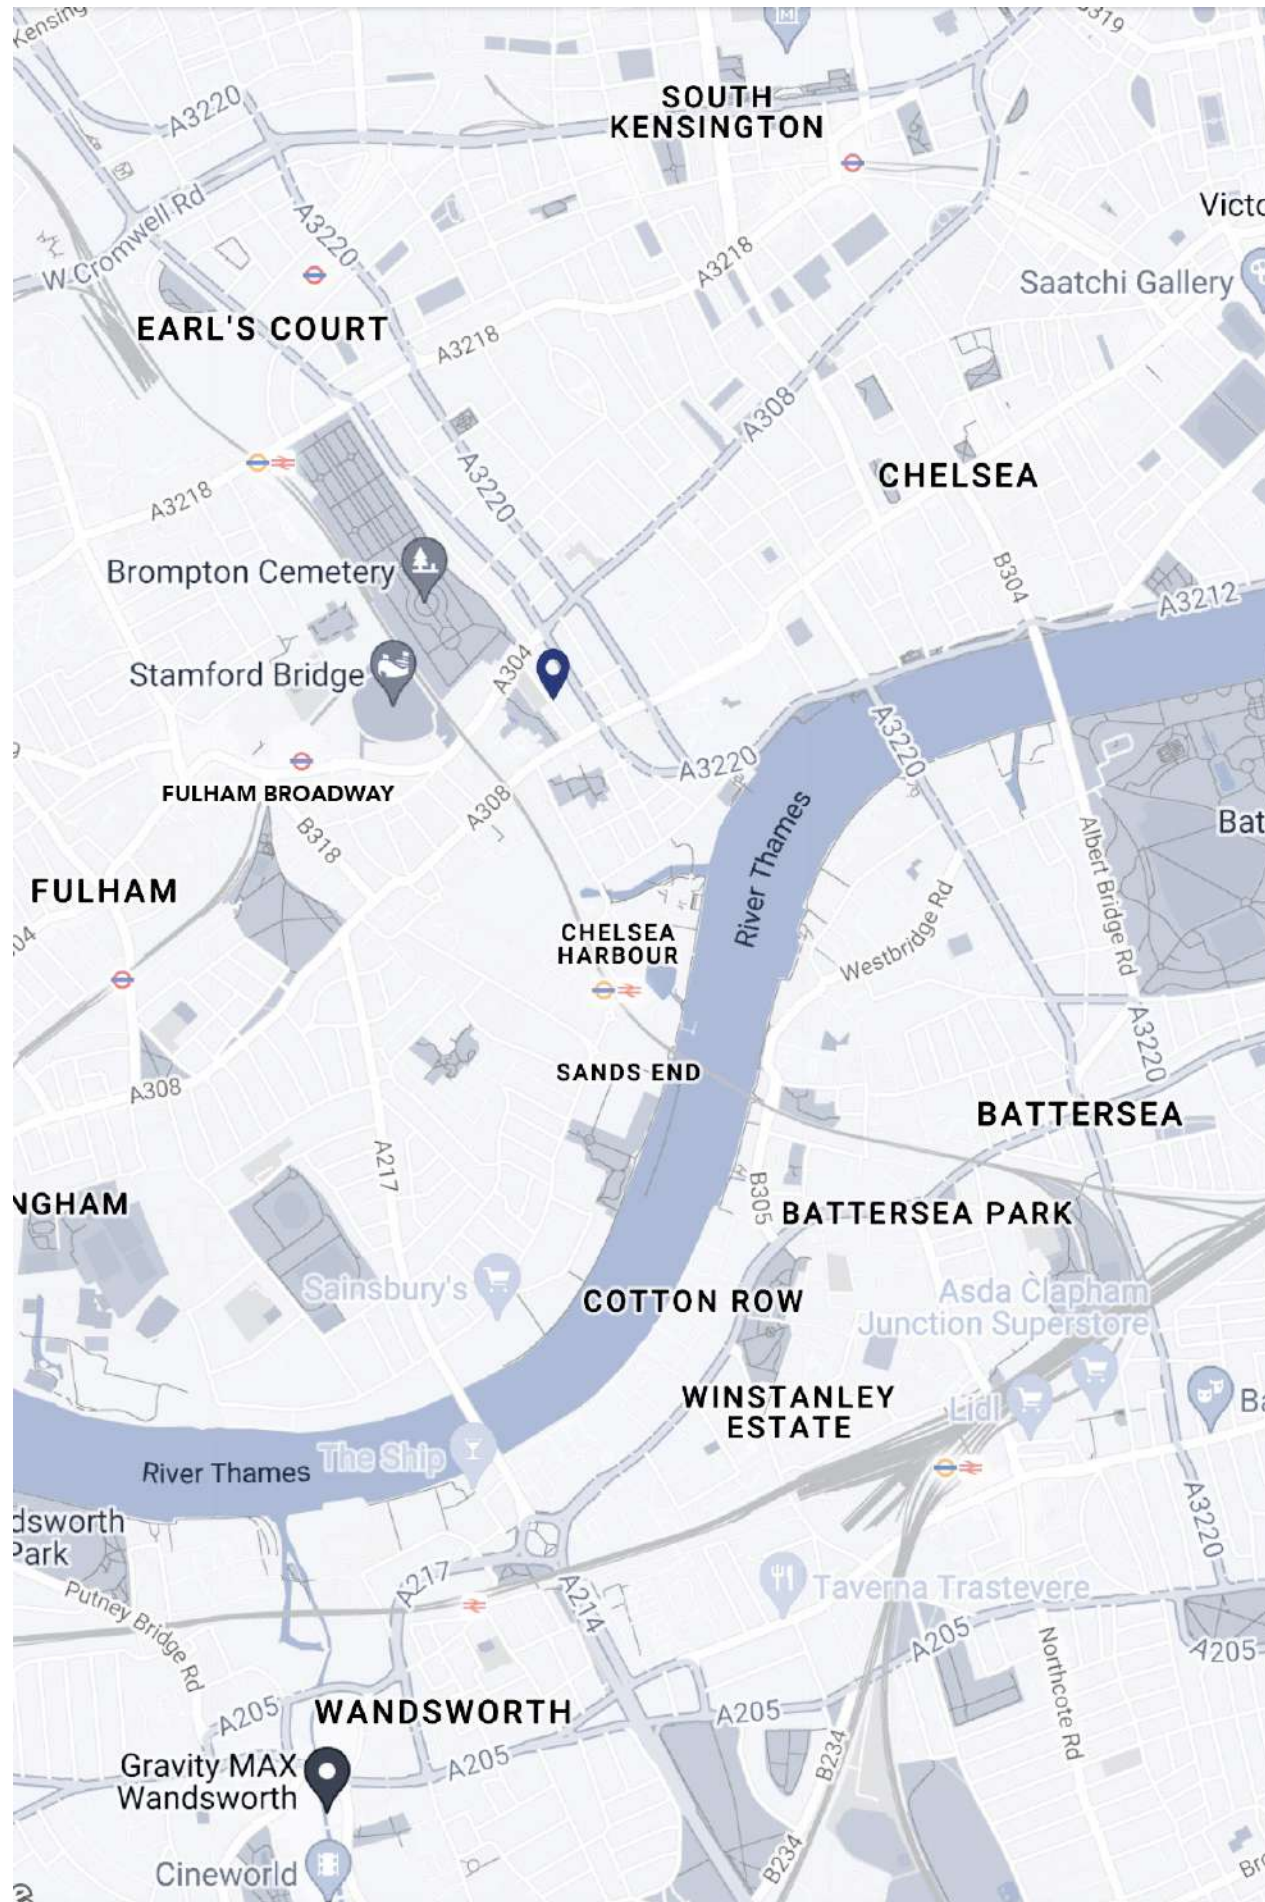 A319
A3220
SOUTH
KENSINGTON
W Cromwell Rd
A3220
Saatchi Gallery
A3218
EARL'S COURT
A3218
A308
CHELSEA
A3220
A3218
Brompton Cemetery
B304
A3212
Stamford Bridge
A304
A3220
A3220
FULHAM BROADWAY
A308
B318
River Thames
Albert Bridge Rd
FULHAM
Westbridge Rd
CHELSEA
HARBOUR
A3220
SANDS END
A308
BATTERSEA
A217
B305
BATTERSEA PARK
NGHAM
Sainsbury's
COTTON ROW
Asda Clapham
Junction Superstore
WINSTANLEY
ESTATE
Lidl
River Thames
The Ship
dsworth
Park
A3220
A217
A214
Taverna Trastevere
Putney Bridge Rd
A205
A205
Northcote Rd
A205
WANDSWORTH
A205
A205
B234
Gravity MAX
Wandsworth
B234
Cineworld